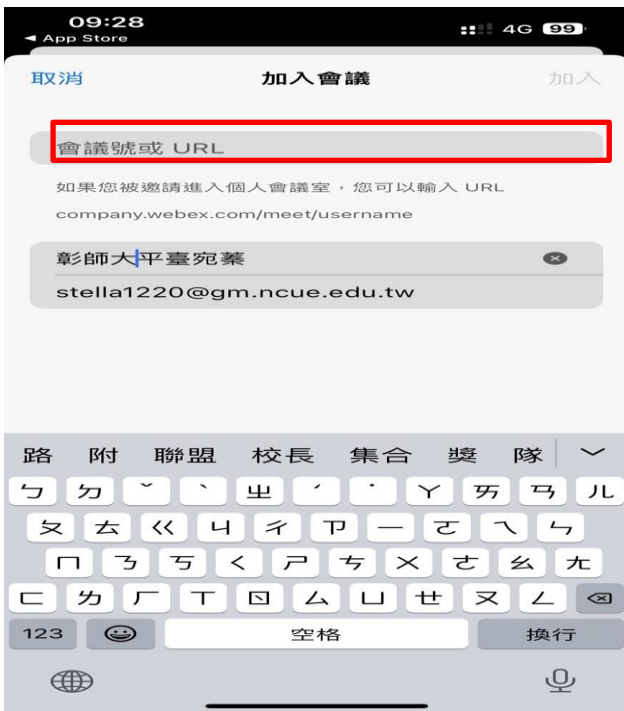 09:28
◀ App Store
4G 99
取消 加入會議 加入
會議號或 URL
如果您被邀請進入個人會議室，您可以輸入 URL
company.webex.com/meet/username
彰師大平臺宛蓁
stella1220@gm.ncue.edu.tw
路 附 聯盟 校長 集合 獎 隊
ㄅ ㄉ ˇ ˋ ㄓ ˊ ˙ ㄚ ㄞ ㄢ ㄦ
ㄆ ㄊ ㄍ ㄐ ㄔ ㄗ ㄧ ㄛ ㄟ ㄣ
ㄇ ㄋ ㄎ ㄑ ㄕ ㄘ ㄨ ㄜ ㄠ ㄤ
ㄈ ㄌ ㄏ ㄒ ㄖ ㄙ ㄩ ㄝ ㄡ ㄥ
123 空格 換行